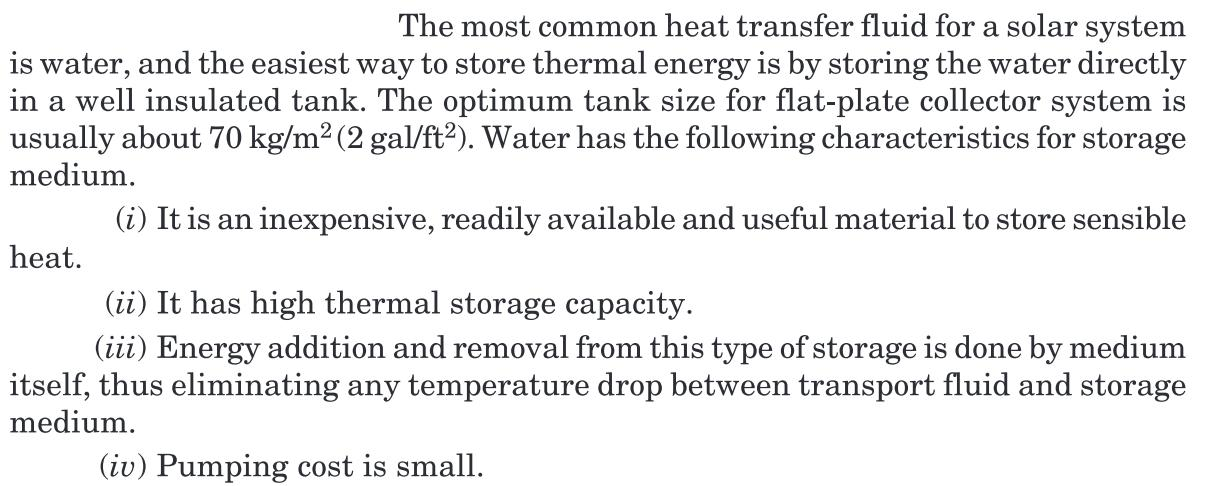 The most common heat transfer fluid for a solar system
is water, and the easiest way to store thermal energy is by storing the water directly
in a well insulated tank. The optimum tank size for flat-plate collector system is
usually about 70 kg/m² (2 gal/ft²). Water has the following characteristics for storage
medium.
(i) It is an inexpensive, readily available and useful material to store sensible
heat.
(ii) It has high thermal storage capacity.
(iii) Energy addition and removal from this type of storage is done by medium
itself, thus eliminating any temperature drop between transport fluid and storage
medium.
(iv) Pumping cost is small.